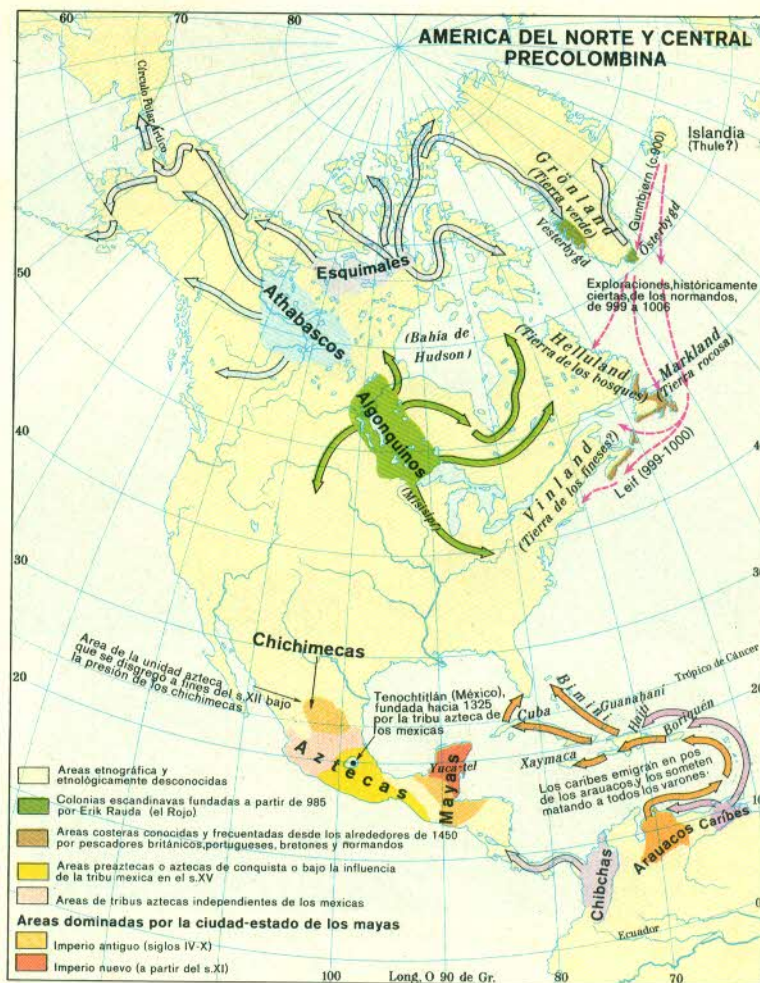 AMERICA DEL NORTE Y CENTRAL
PRECOLOMBINA
60
70
80
80
70
60
Círculo Polar Ártico
Islandia
(Thule?)
Gunnbjørn (c.900)
Grönland
(Tierra verde)
Vesterbygd
Osterbygd
50
Esquimales
Athabascos
Exploraciones, históricamente
ciertas, de los normandos,
de 999 a 1006
(Bahía de
Hudson)
Helluland
(Tierra de los bosques)
Markland
(Tierra rocosa)
40
Algonquinos
(Misisipí)
Vinland
(Tierra de los fineses?)
Leif (999-1000)
30
20
Chichimecas
Area de la unidad azteca
que se disgregó a fines del s.XII bajo
la presión de los chichimecas
Tenochtitlán (México),
fundada hacia 1325
por la tribu azteca de
los mexicas
Trópico de Cáncer
Bimini
Guanahani
Cuba
Haití
Boriquén
Xaymaca
Aztecas
Mayas
Los caribes emigran en pos
de los arauacos, y los someten
matando a todos los varones.
Arauacos
Caribes
Chibchas
Ecuador
Areas etnográfica y
etnológicamente desconocidas
Colonias escandinavas fundadas a partir de 985
por Erik Rauda (el Rojo)
Areas costeras conocidas y frecuentadas desde los alrededores de 1450
por pescadores británicos, portugueses, bretones y normandos
Areas preaztecas o aztecas de conquista o bajo la influencia
de la tribu mexica en el s.XV
Areas de tribus aztecas independientes de los mexicas
Areas dominadas por la ciudad-estado de los mayas
Imperio antiguo (siglos IV-X)
Imperio nuevo (a partir del s.XI)
100
Long, O 90 de Gr.
80
70